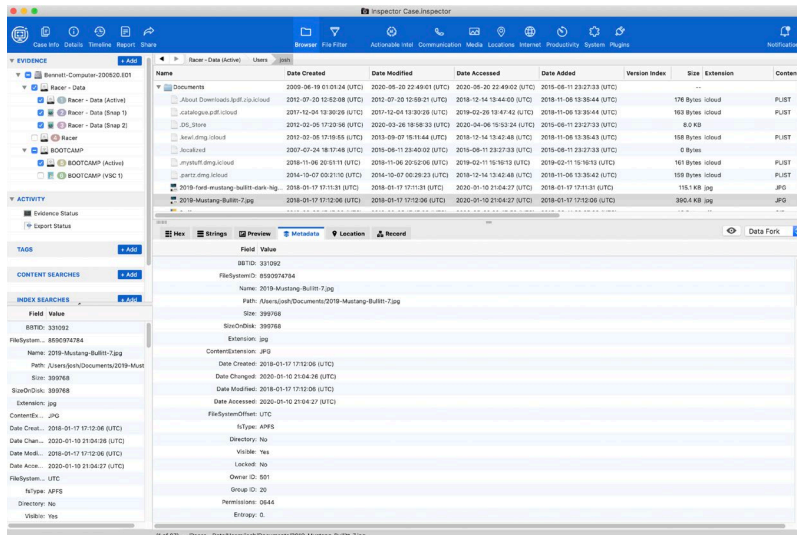 Inspector Case.inspector
Case Info Details Timeline Report Share
Browser File Filter
Actionable Intel Communication Media Locations Internet Productivity System Plugins
Notification
EVIDENCE + Add
Bennett-Computer-200620.E01
Racer - Data
Racer - Data (Active)
Racer - Data (Snap 1)
Racer - Data (Snap 2)
Racer
BOOTCAMP
BOOTCAMP (Active)
BOOTCAMP (VSC 1)
ACTIVITY
Evidence Status
Export Status
TAGS + Add
CONTENT SEARCHES + Add
INDEX SEARCHES + Add
Field Value
BBTID: 331092
FileSystem... 8590974784
Name: 2019-Mustang-Bullitt-7.jpg
Path: /Users/josh/Documents/2019-Must
Size: 399768
SizeOnDisk: 399768
Extension: jpg
ContentEx... JPG
Date Creat... 2018-01-17 17:12:06 (UTC)
Date Chan... 2020-01-10 21:04:26 (UTC)
Date Modi... 2018-01-17 17:12:06 (UTC)
Date Acce... 2020-01-10 21:04:27 (UTC)
FileSystem... UTC
fsType: APFS
Directory: No
Visible: Yes
Racer - Data (Active) Users josh
Name Date Created Date Modified Date Accessed Date Added Version Index Size Extension Conten
Documents 2009-06-19 01:01:24 (UTC) 2020-06-20 22:49:01 (UTC) 2020-06-20 22:49:02 (UTC) 2015-06-11 23:27:33 (UTC) --
.About Downloads.lpdf.zip.icloud 2012-07-20 12:52:08 (UTC) 2012-07-20 12:59:21 (UTC) 2018-12-14 13:44:00 (UTC) 2018-11-06 13:35:44 (UTC) 176 Bytes icloud PLIST
.catalogue.pdf.icloud 2017-12-04 13:30:26 (UTC) 2017-12-04 13:30:26 (UTC) 2019-02-26 13:47:42 (UTC) 2018-11-06 13:35:44 (UTC) 163 Bytes icloud PLIST
.DS_Store 2012-03-05 17:29:56 (UTC) 2020-03-26 18:58:33 (UTC) 2020-04-06 15:53:24 (UTC) 2015-06-11 23:27:33 (UTC) 8.0 KB
.kewl.dmg.icloud 2012-02-05 17:19:55 (UTC) 2013-09-07 15:11:44 (UTC) 2018-12-14 13:42:48 (UTC) 2018-11-06 13:35:43 (UTC) 158 Bytes icloud PLIST
.localized 2007-07-24 18:17:46 (UTC) 2015-06-11 23:40:02 (UTC) 2015-06-11 23:27:33 (UTC) 2015-06-11 23:27:33 (UTC) 0 Bytes
.mystuff.dmg.icloud 2018-11-06 20:51:11 (UTC) 2018-11-06 20:52:06 (UTC) 2019-02-11 15:16:13 (UTC) 2019-02-11 15:16:13 (UTC) 161 Bytes icloud PLIST
.partz.dmg.icloud 2014-10-07 00:21:10 (UTC) 2014-10-07 00:26:23 (UTC) 2018-12-14 13:42:48 (UTC) 2018-11-06 13:35:42 (UTC) 159 Bytes icloud PLIST
2019-ford-mustang-bullitt-dark-hig... 2018-01-17 17:11:31 (UTC) 2018-01-17 17:11:31 (UTC) 2020-01-10 21:04:27 (UTC) 2018-01-17 17:11:31 (UTC) 115.1 KB jpg JPG
2019-Mustang-Bullitt-7.jpg 2018-01-17 17:12:06 (UTC) 2018-01-17 17:12:06 (UTC) 2020-01-10 21:04:27 (UTC) 2018-01-17 17:12:06 (UTC) 390.4 KB jpg JPG
Hex Strings Preview Metadata Location Record Data Fork
Field Value
BBTID: 331092
FileSystemID: 8590974784
Name: 2019-Mustang-Bullitt-7.jpg
Path: /Users/josh/Documents/2019-Mustang-Bullitt-7.jpg
Size: 399768
SizeOnDisk: 399768
Extension: jpg
ContentExtension: JPG
Date Created: 2018-01-17 17:12:06 (UTC)
Date Changed: 2020-01-10 21:04:26 (UTC)
Date Modified: 2018-01-17 17:12:06 (UTC)
Date Accessed: 2020-01-10 21:04:27 (UTC)
FileSystemOffset: UTC
fsType: APFS
Directory: No
Visible: Yes
Locked: No
Owner ID: 501
Group ID: 20
Permissions: 0644
Entropy: 0.